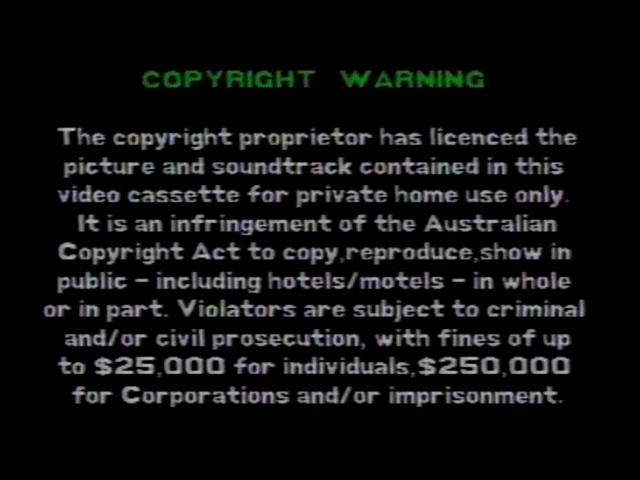 COPYRIGHT WARNING
The copyright proprietor has licenced the
picture and soundtrack contained in this
video cassette for private home use only.
It is an infringement of the Australian
Copyright Act to copy,reproduce,show in
public – including hotels/motels – in whole
or in part. Violators are subject to criminal
and/or civil prosecution, with fines of up
to $25,000 for individuals,$250,000
for Corporations and/or imprisonment.